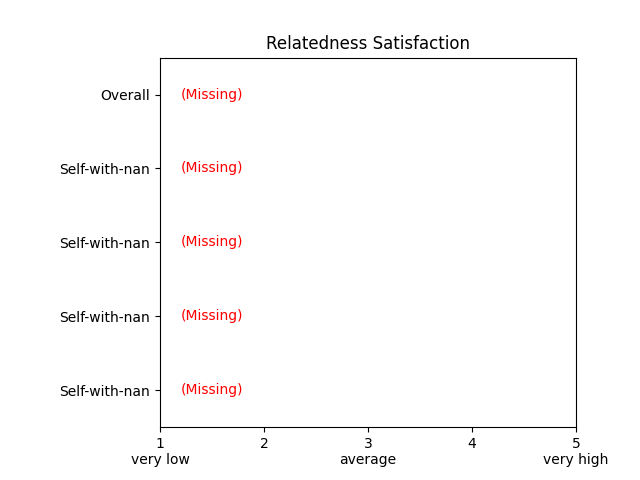 Relatedness Satisfaction
Overall (Missing)
Self-with-nan (Missing)
Self-with-nan (Missing)
Self-with-nan (Missing)
Self-with-nan (Missing)
1 2 3 4 5
very low average very high